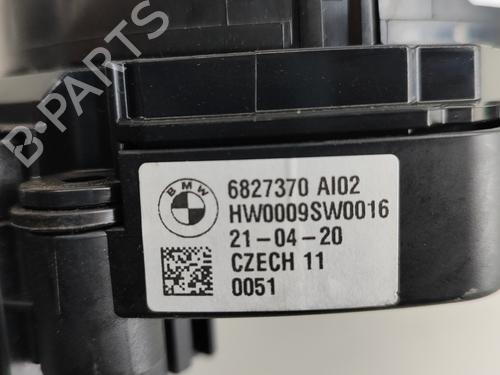 BMW
6827370 AI02
HW0009SW0016
21-04-20
CZECH 11
0051
B-PARTS